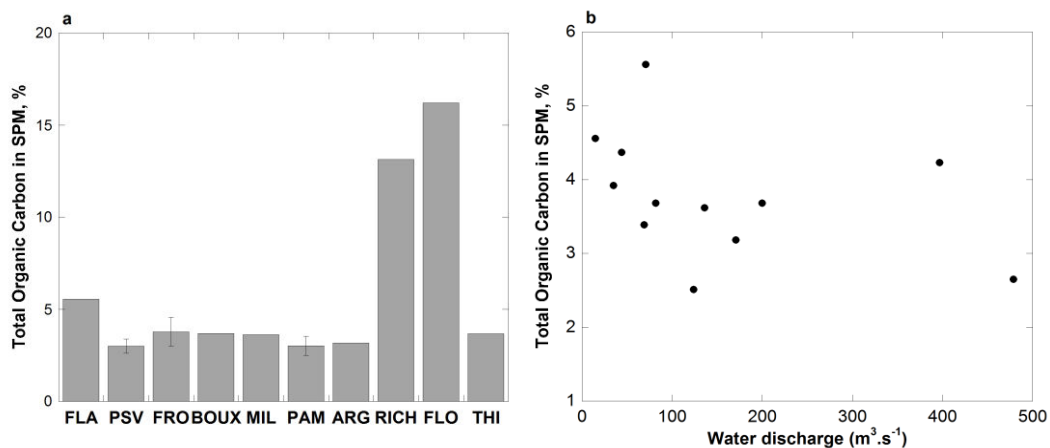 a
20
15
10
5
0
Total Organic Carbon in SPM, %
FLA PSV FRO BOUX MIL PAM ARG RICH FLO THI
b
6
5
4
3
2
1
Total Organic Carbon in SPM, %
0 100 200 300 400 500
Water discharge (m³.s⁻¹)